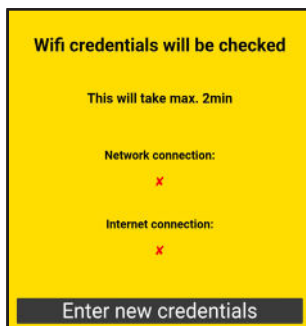 Wifi credentials will be checked
This will take max. 2min
Network connection:
✘
Internet connection:
✘
Enter new credentials